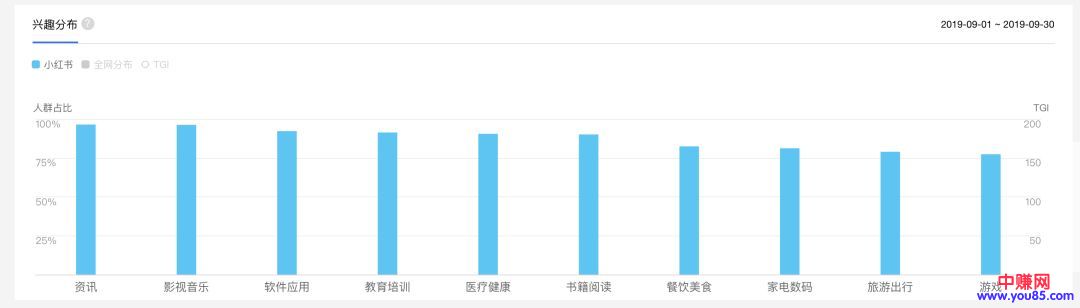 兴趣分布 ? 2019-09-01 ~ 2019-09-30
小红书 全网分布 TGI
人群占比 TGI
100% 200
75% 150
50% 100
25% 50
资讯 影视音乐 软件应用 教育培训 医疗健康 书籍阅读 餐饮美食 家电数码 旅游出行 游戏
中赚网
www.you85.com